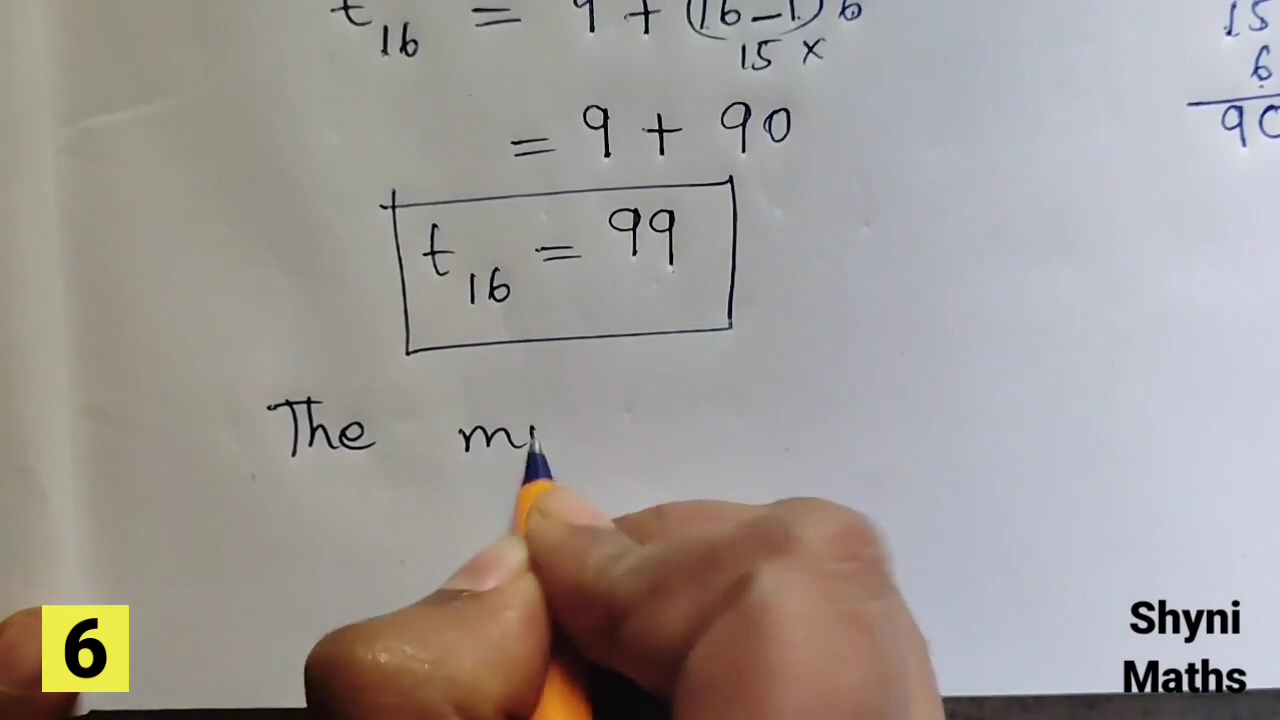 t₁₆ = 9 + (16 - 1) 6
15 ×
= 9 + 90
t₁₆ = 99
The m
15
6
90
6
Shyni
Maths